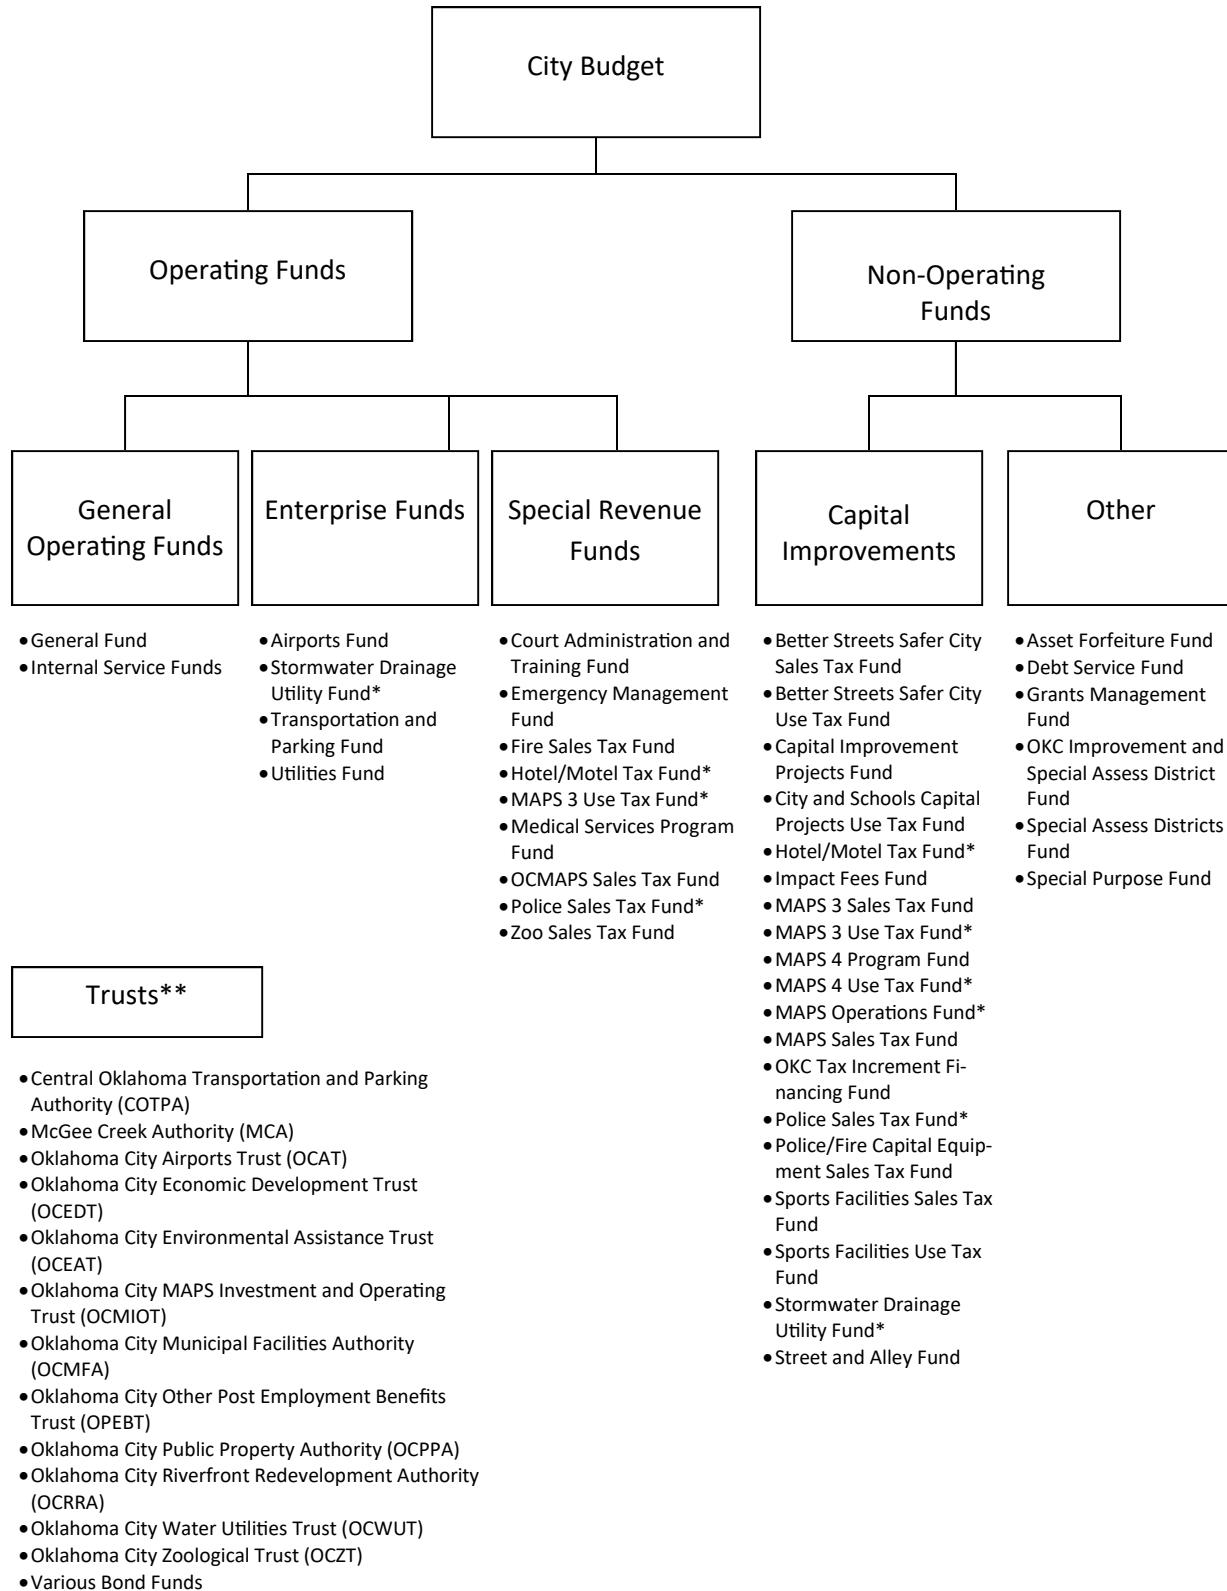 City Budget
Operating Funds
Non-Operating
Funds
General
Operating Funds
Enterprise Funds
Special Revenue
Funds
Capital
Improvements
Other
•General Fund
•Internal Service Funds
•Airports Fund
•Stormwater Drainage
Utility Fund*
•Transportation and
Parking Fund
•Utilities Fund
•Court Administration and
Training Fund
•Emergency Management
Fund
•Fire Sales Tax Fund
•Hotel/Motel Tax Fund*
•MAPS 3 Use Tax Fund*
•Medical Services Program
Fund
•OCMAPS Sales Tax Fund
•Police Sales Tax Fund*
•Zoo Sales Tax Fund
•Better Streets Safer City
Sales Tax Fund
•Better Streets Safer City
Use Tax Fund
•Capital Improvement
Projects Fund
•City and Schools Capital
Projects Use Tax Fund
•Hotel/Motel Tax Fund*
•Impact Fees Fund
•MAPS 3 Sales Tax Fund
•MAPS 3 Use Tax Fund*
•MAPS 4 Program Fund
•MAPS 4 Use Tax Fund*
•MAPS Operations Fund*
•MAPS Sales Tax Fund
•OKC Tax Increment Fi-
nancing Fund
•Police Sales Tax Fund*
•Police/Fire Capital Equip-
ment Sales Tax Fund
•Sports Facilities Sales Tax
Fund
•Sports Facilities Use Tax
Fund
•Stormwater Drainage
Utility Fund*
•Street and Alley Fund
•Asset Forfeiture Fund
•Debt Service Fund
•Grants Management
Fund
•OKC Improvement and
Special Assess District
Fund
•Special Assess Districts
Fund
•Special Purpose Fund
Trusts**
•Central Oklahoma Transportation and Parking
Authority (COTPA)
•McGee Creek Authority (MCA)
•Oklahoma City Airports Trust (OCAT)
•Oklahoma City Economic Development Trust
(OCEDT)
•Oklahoma City Environmental Assistance Trust
(OCEAT)
•Oklahoma City MAPS Investment and Operating
Trust (OCMIOT)
•Oklahoma City Municipal Facilities Authority
(OCMFA)
•Oklahoma City Other Post Employment Benefits
Trust (OPEBT)
•Oklahoma City Public Property Authority (OCPPA)
•Oklahoma City Riverfront Redevelopment Authority
(OCRRA)
•Oklahoma City Water Utilities Trust (OCWUT)
•Oklahoma City Zoological Trust (OCZT)
•Various Bond Funds